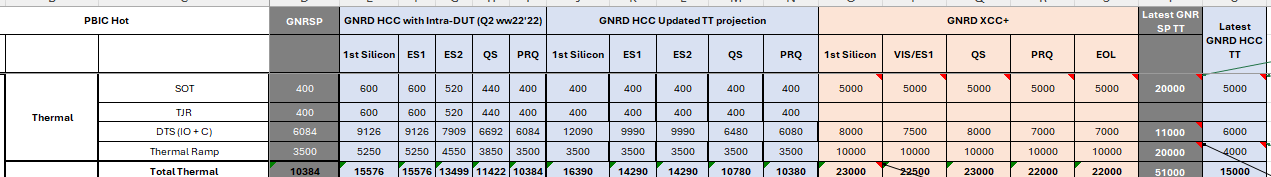 PBIC Hot GNRSP GNRD HCC with Intra-DUT (Q2 ww22'22) GNRD HCC Updated TT projection GNRD XCC+ Latest GNR SP TT Latest GNRD HCC TT
1st Silicon ES1 ES2 QS PRQ 1st Silicon ES1 ES2 QS PRQ 1st Silicon VIS/ES1 QS PRQ EOL
Thermal
SOT 400 600 600 520 440 400 400 400 400 400 400 5000 5000 5000 5000 5000 20000 5000
TJR 400 600 600 520 440 400 400 400 400 400 400
DTS (IO + C) 6084 9126 9126 7909 6692 6084 12090 9990 9990 6480 6080 8000 7500 8000 7000 7000 11000 6000
Thermal Ramp 3500 5250 5250 4550 3850 3500 3500 3500 3500 3500 3500 10000 10000 10000 10000 10000 20000 4000
Total Thermal 10384 15576 15576 13499 11422 10384 16390 14290 14290 10780 10380 23000 22500 23000 22000 22000 51000 15000